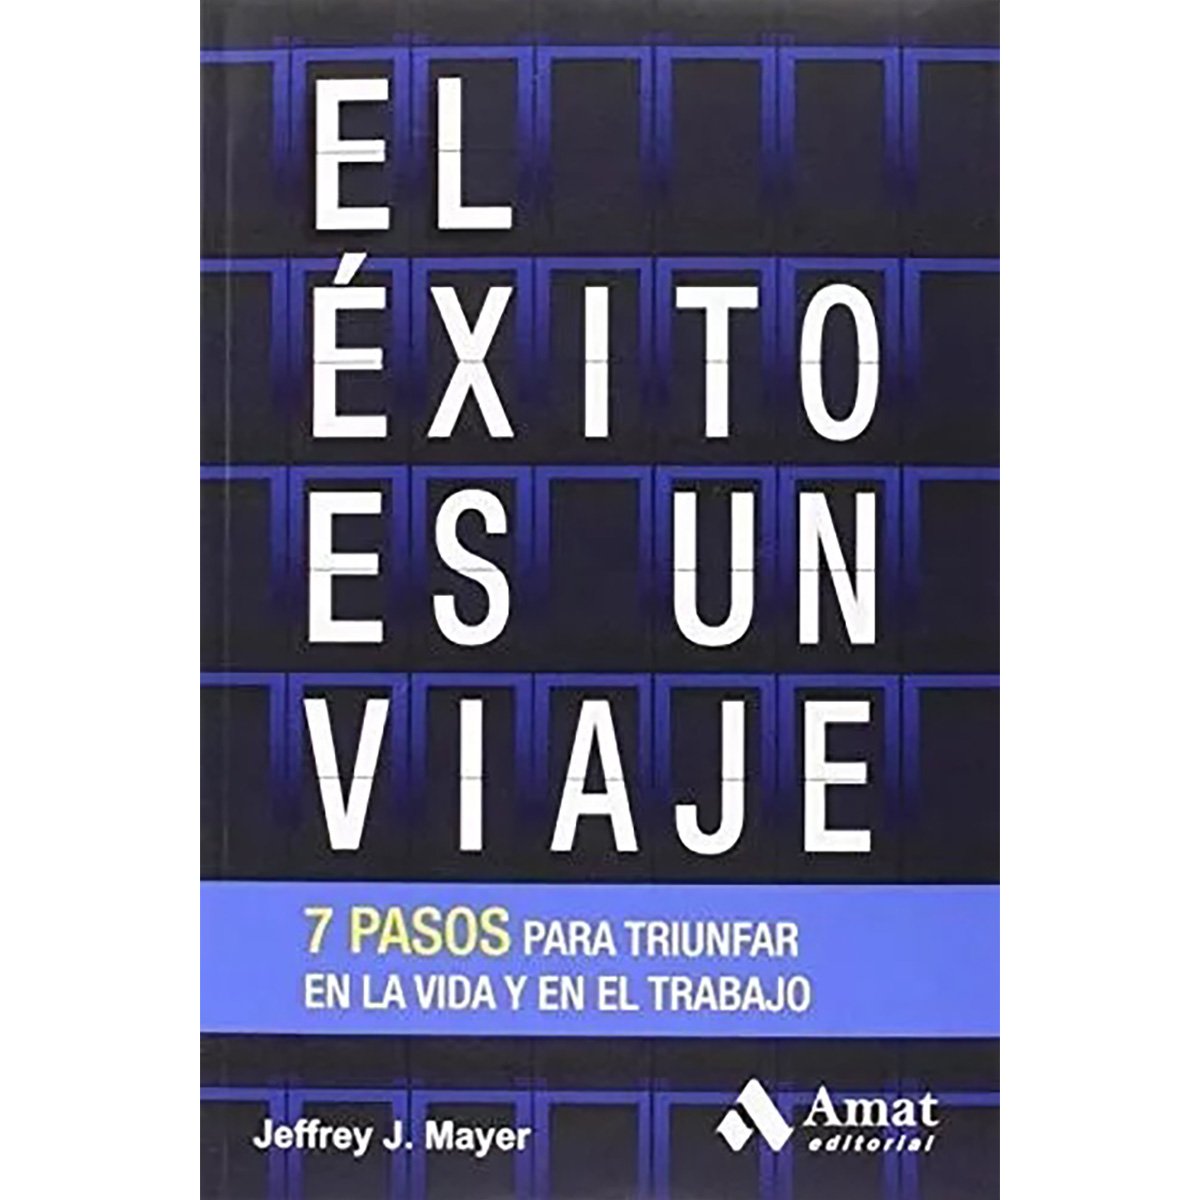 EL
ÉXITO
ES UN
VIAJE
7 PASOS PARA TRIUNFAR
EN LA VIDA Y EN EL TRABAJO
Jeffrey J. Mayer
Amat
editorial